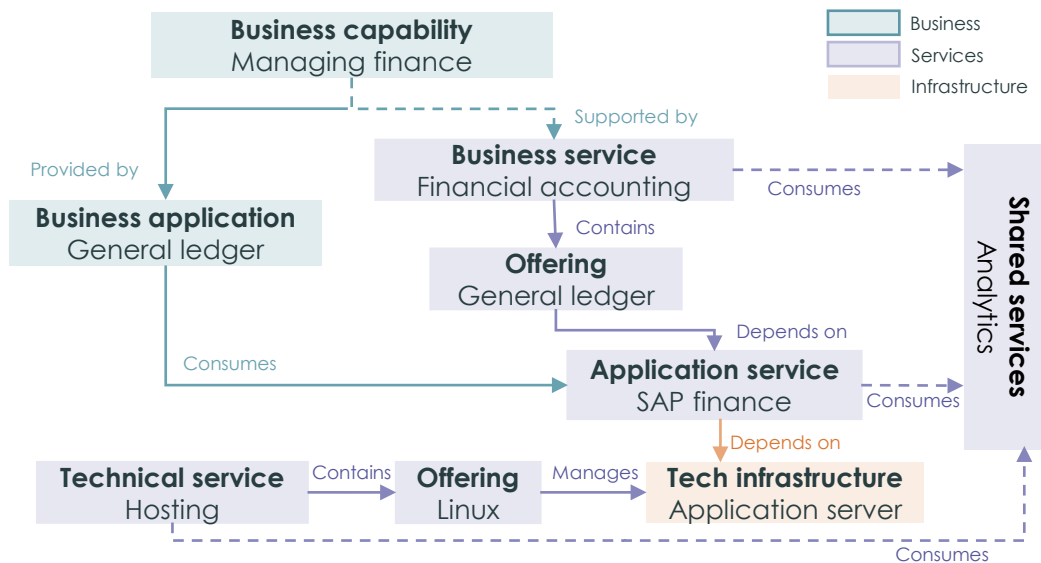 Business capability
Managing finance
Business
Services
Infrastructure
Supported by
Provided by
Business service
Financial accounting
Consumes
Business application
General ledger
Contains
Offering
General ledger
Shared services
Analytics
Depends on
Consumes
Application service
SAP finance
Consumes
Depends on
Technical service
Hosting
Contains
Offering
Linux
Manages
Tech infrastructure
Application server
Consumes